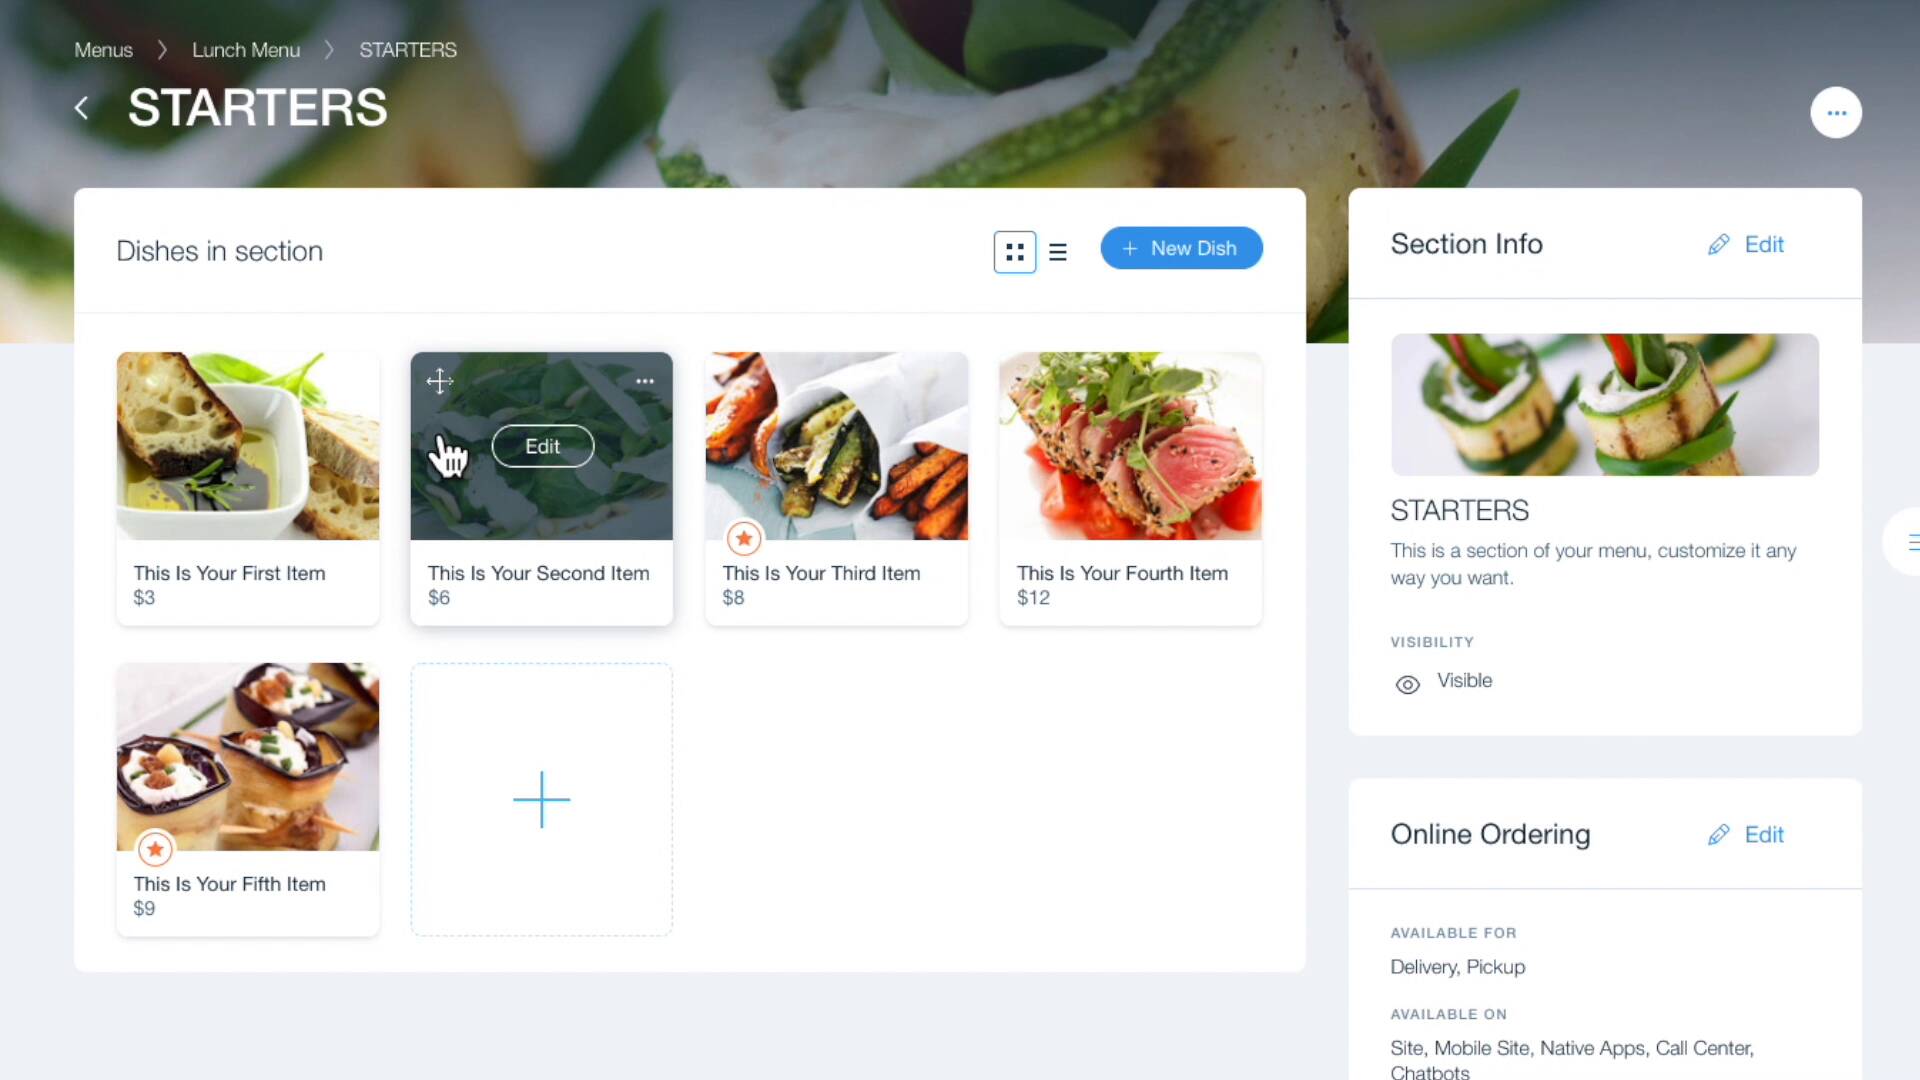 Menus > Lunch Menu > STARTERS
STARTERS
Dishes in section
+ New Dish
This Is Your First Item
$3
Edit
This Is Your Second Item
$6
This Is Your Third Item
$8
This Is Your Fourth Item
$12
This Is Your Fifth Item
$9
Section Info
Edit
STARTERS
This is a section of your menu, customize it any
way you want.
VISIBILITY
Visible
Online Ordering
Edit
AVAILABLE FOR
Delivery, Pickup
AVAILABLE ON
Site, Mobile Site, Native Apps, Call Center,
Chatbots